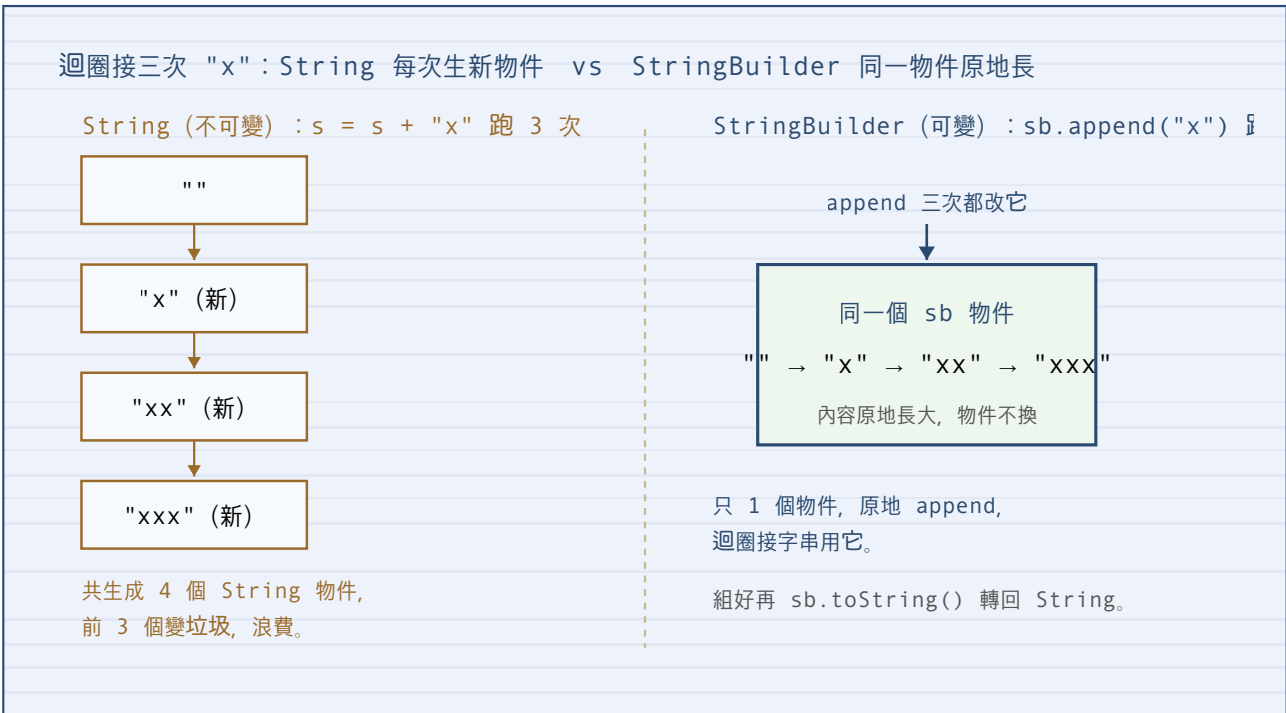 迴圈接三次 "x"：String 每次生新物件 vs StringBuilder 同一物件原地長
String（不可變）：s = s + "x" 跑 3 次
""
"x"（新）
"xx"（新）
"xxx"（新）
共生成 4 個 String 物件，
前 3 個變垃圾，浪費。
StringBuilder（可變）：sb.append("x")
append 三次都改它
同一個 sb 物件
"" → "x" → "xx" → "xxx"
內容原地長大，物件不換
只 1 個物件，原地 append，
迴圈接字串用它。
組好再 sb.toString() 轉回 String。